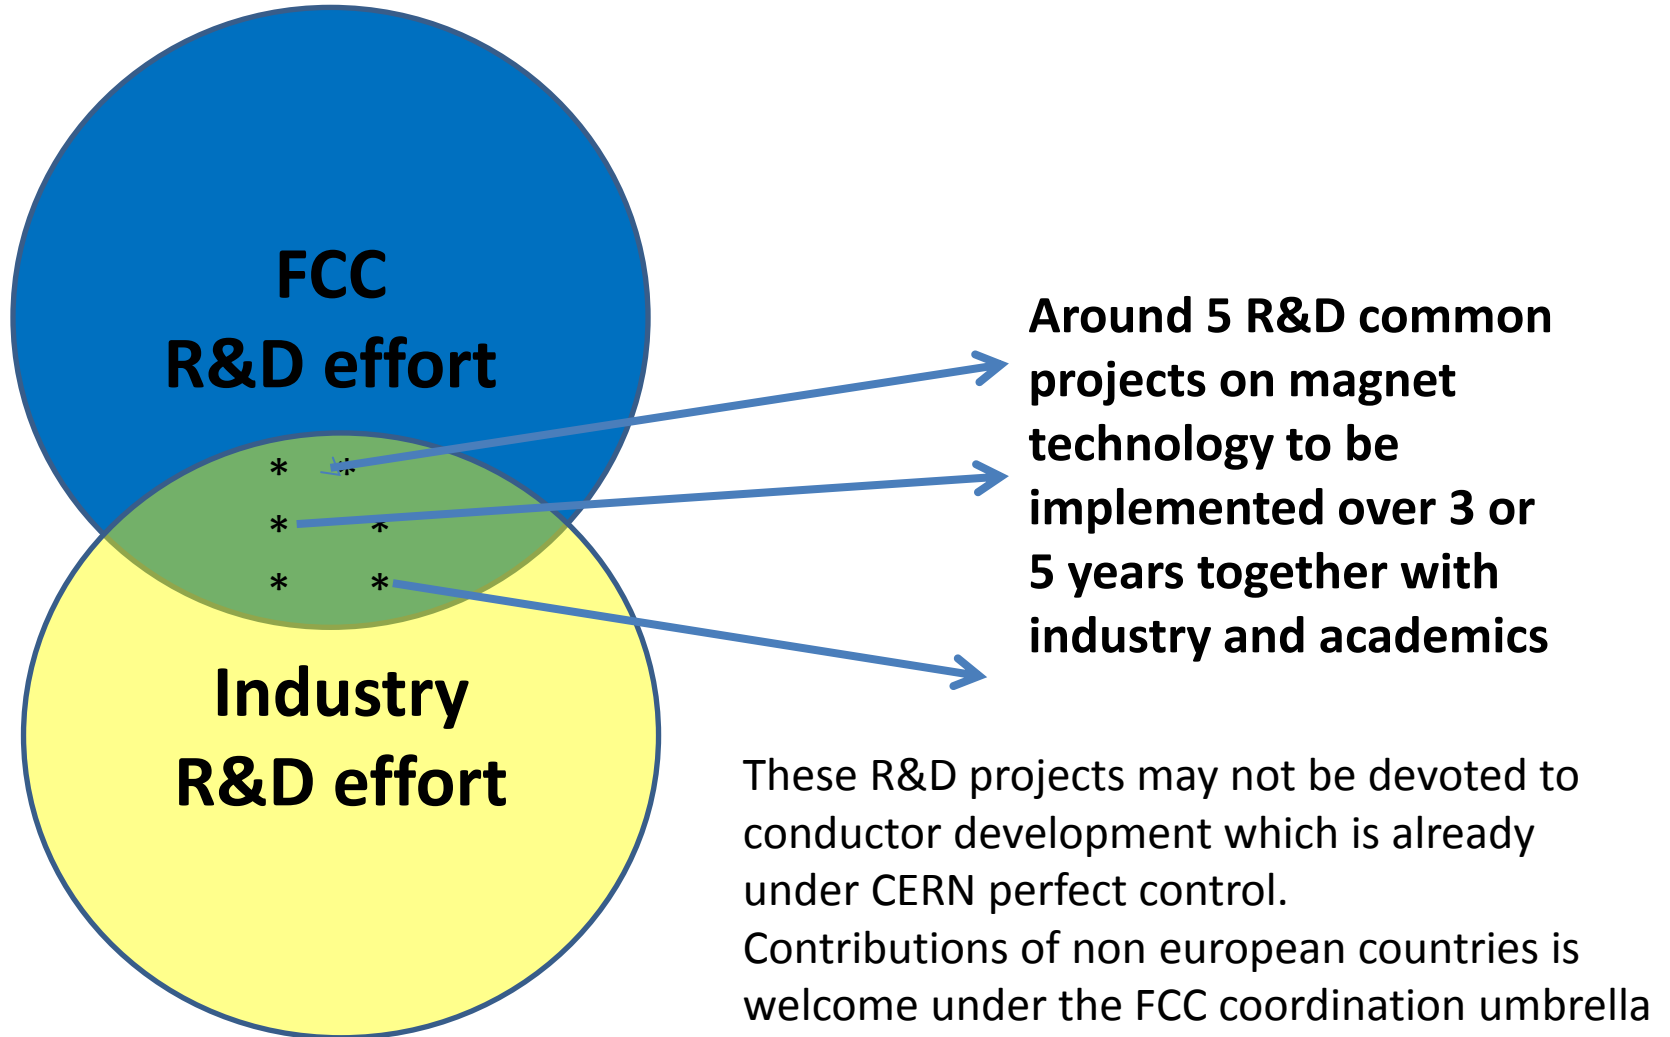 FCC
R&D effort
* *
* *
* *
Industry
R&D effort
Around 5 R&D common
projects on magnet
technology to be
implemented over 3 or
5 years together with
industry and academics
These R&D projects may not be devoted to
conductor development which is already
under CERN perfect control.
Contributions of non european countries is
welcome under the FCC coordination umbrella